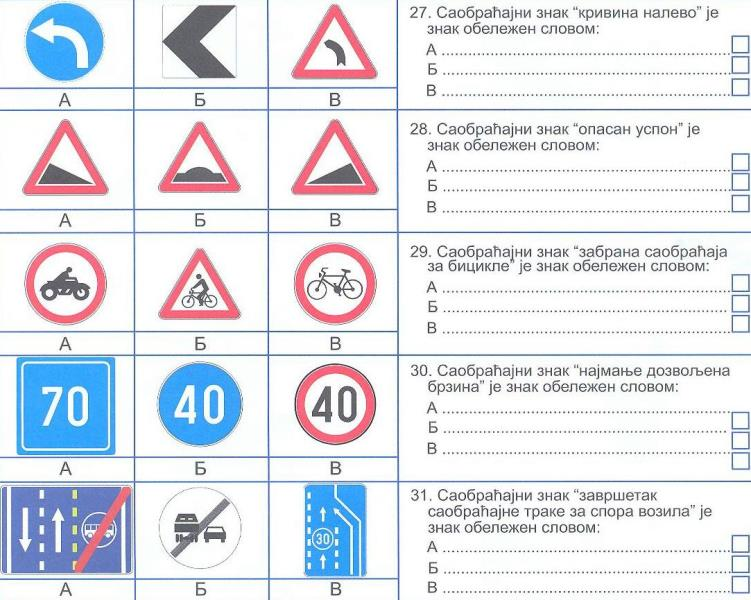 27. Саобраћајни знак “кривина налево” је
знак обележен словом:
А
Б
В
А Б В
28. Саобраћајни знак “опасан успон” је
знак обележен словом:
А
Б
В
А Б В
29. Саобраћајни знак “забрана саобраћаја
за бицикле” је знак обележен словом:
А
Б
В
А Б В
70 40 40
30. Саобраћајни знак “најмање дозвољена
брзина” је знак обележен словом:
А
Б
В
А Б В
30
31. Саобраћајни знак “завршетак
саобраћајне траке за спора возила” је
знак обележен словом:
А
Б
В
А Б В